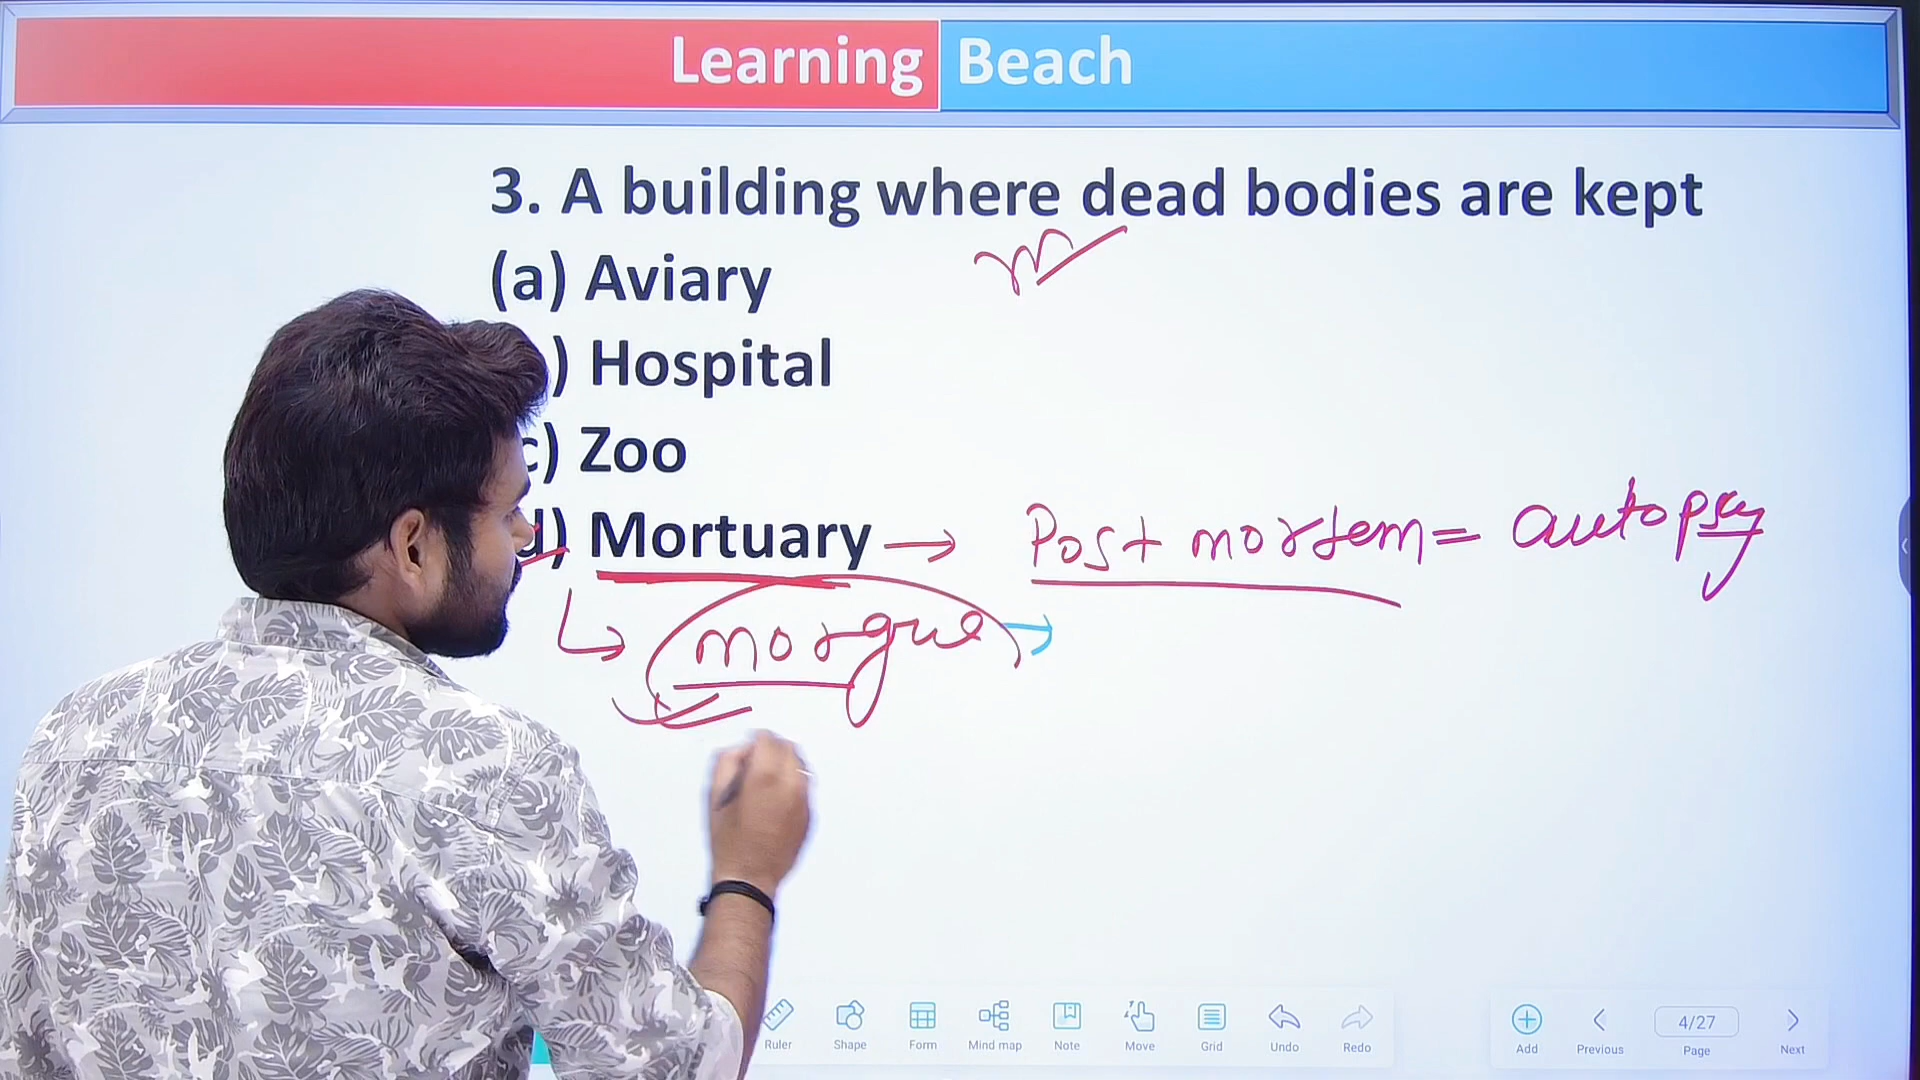 Learning Beach
3. A building where dead bodies are kept
(a) Aviary
) Hospital
c) Zoo
d) Mortuary → Post mortem = autopsy
↳ morgue →
Ruler Shape Form Mind map Note Move Grid Undo Redo Add Previous 4/27 Page Next